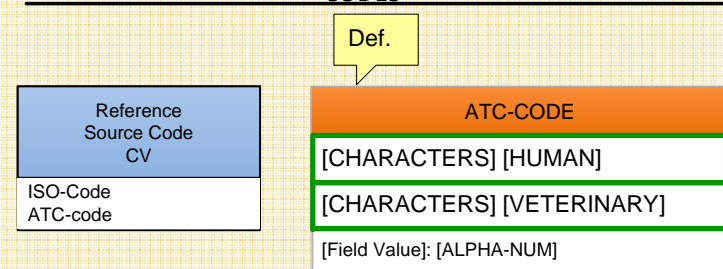 Def.
Reference
Source Code
CV
ISO-Code
ATC-code
ATC-CODE
[CHARACTERS] [HUMAN]
[CHARACTERS] [VETERINARY]
[Field Value]: [ALPHA-NUM]